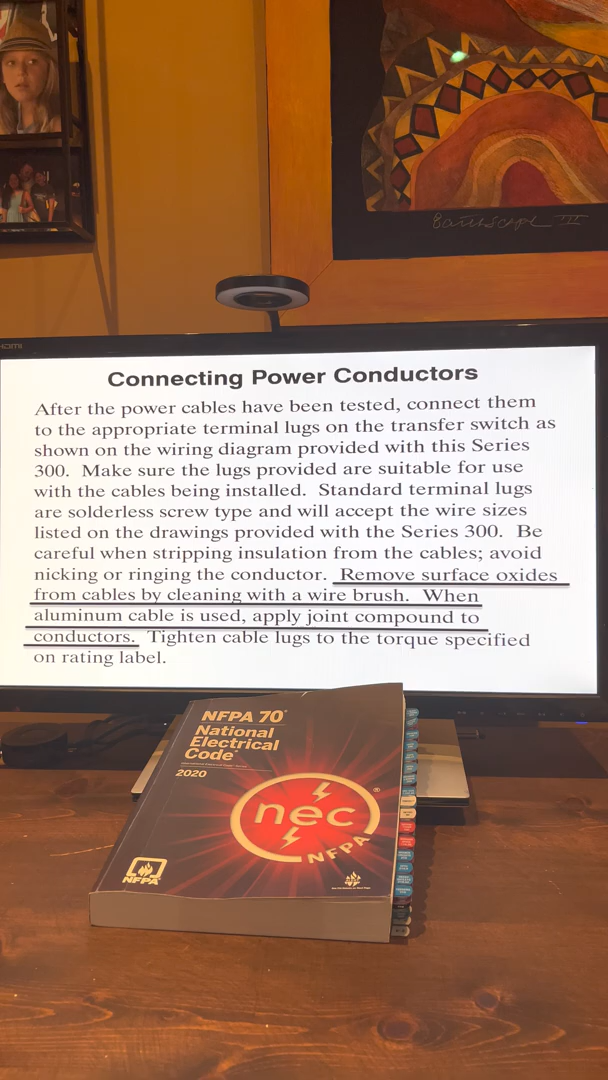 HDMI
Connecting Power Conductors
After the power cables have been tested, connect them
to the appropriate terminal lugs on the transfer switch as
shown on the wiring diagram provided with this Series
300. Make sure the lugs provided are suitable for use
with the cables being installed. Standard terminal lugs
are solderless screw type and will accept the wire sizes
listed on the drawings provided with the Series 300. Be
careful when stripping insulation from the cables; avoid
nicking or ringing the conductor. Remove surface oxides
from cables by cleaning with a wire brush. When
aluminum cable is used, apply joint compound to
conductors. Tighten cable lugs to the torque specified
on rating label.
NFPA 70®
National
Electrical
Code®
2020
nec®
NFPA
NFPA